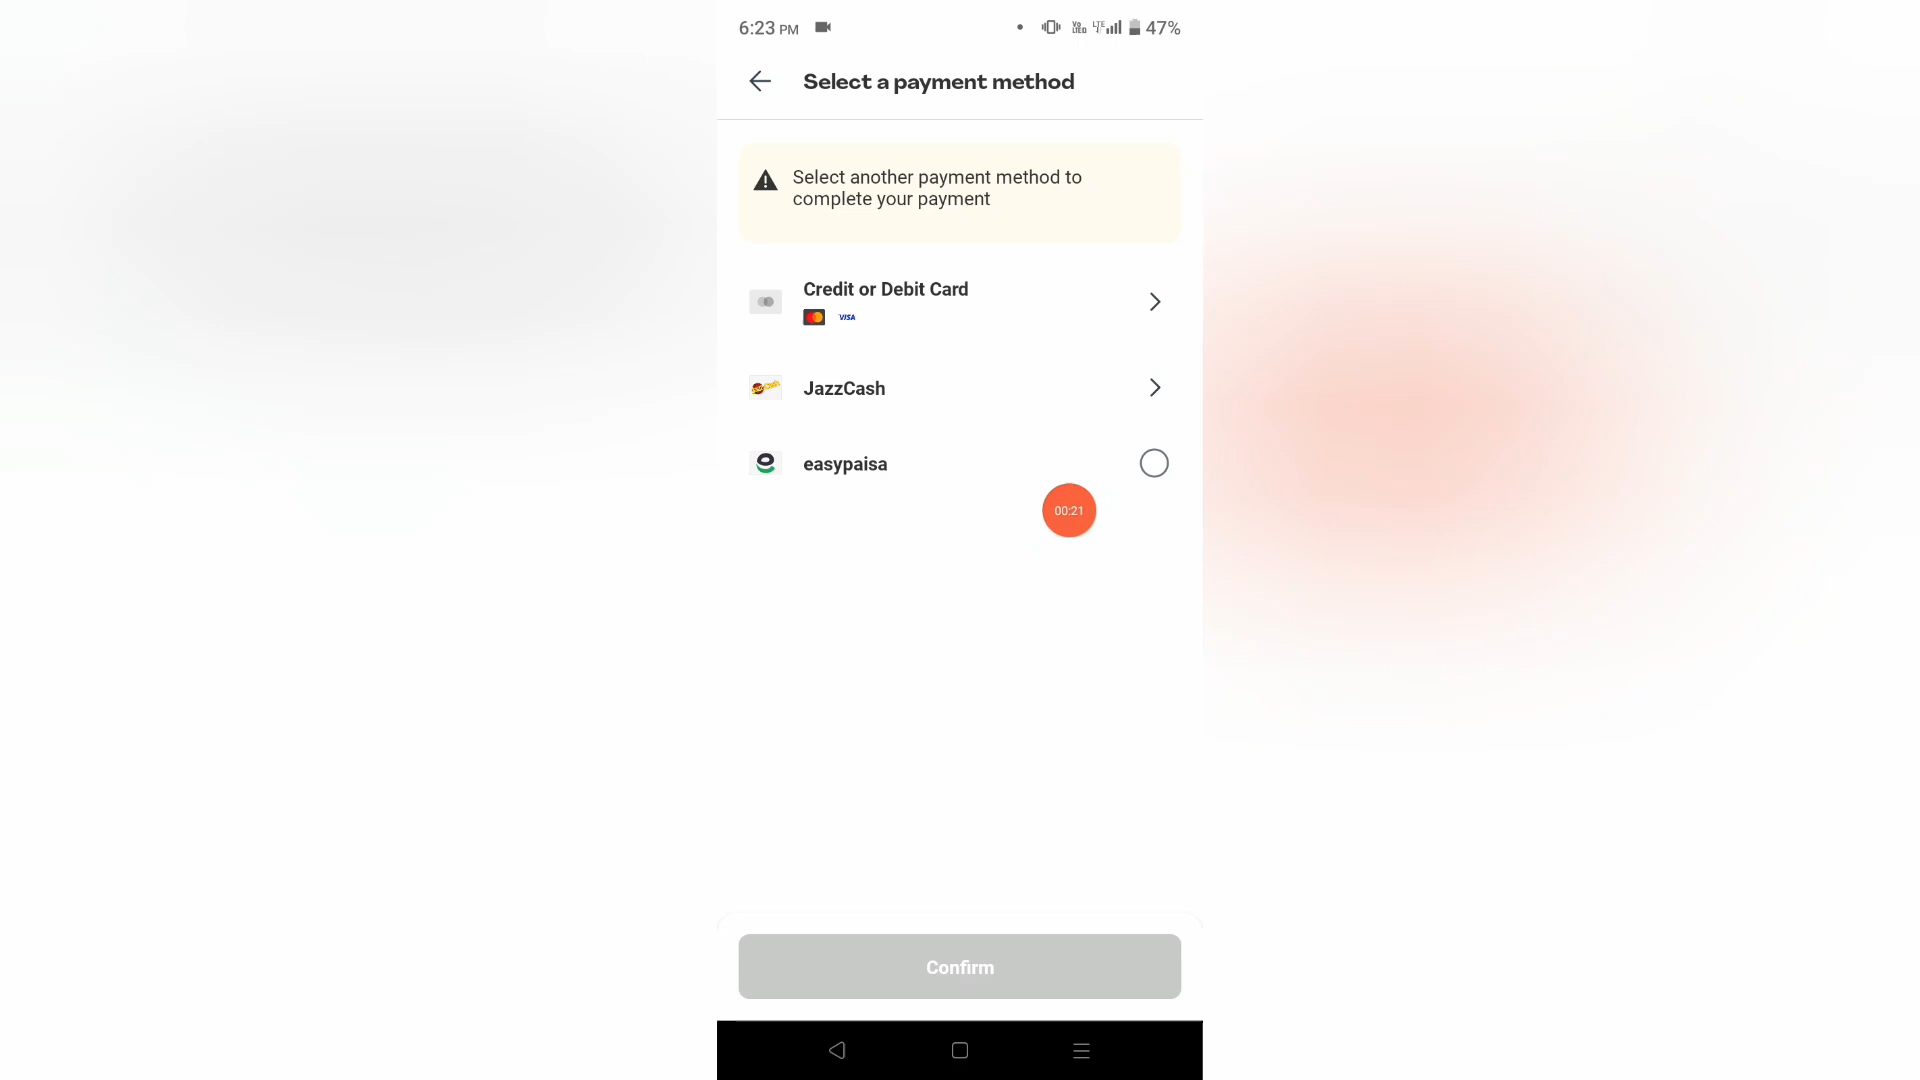 6:23 PM 47%
Select a payment method
Select another payment method to
complete your payment
Credit or Debit Card
VISA
JazzCash
easypaisa
00:21
Confirm